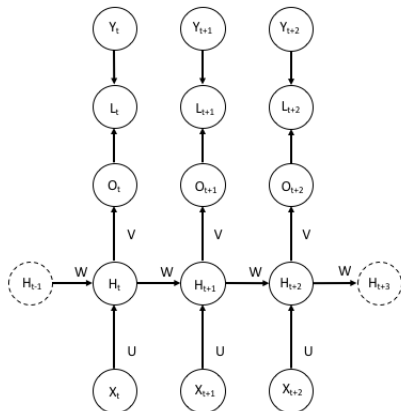 Yₜ Yₜ₊₁ Yₜ₊₂
Lₜ Lₜ₊₁ Lₜ₊₂
Oₜ Oₜ₊₁ Oₜ₊₂
V V V
W W W W
Hₜ₋₁ Hₜ Hₜ₊₁ Hₜ₊₂ Hₜ₊₃
U U U
Xₜ Xₜ₊₁ Xₜ₊₂